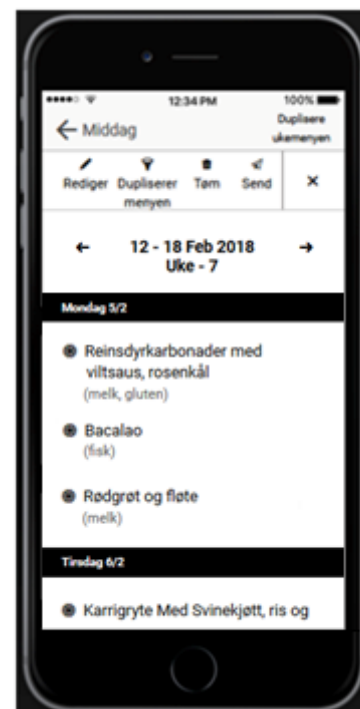 12:34 PM
100%
← Middag
Duplisere
ukemenyen
Rediger
Dupliserer
menyen
Tøm
Send
×
← 12 - 18 Feb 2018 →
Uke - 7
Mondag 5/2
Reinsdyrkarbonader med
viltsaus, rosenkål
(melk, gluten)
Bacalao
(fisk)
Rødgrøt og fløte
(melk)
Tirsdag 6/2
Karrigryte Med Svinekjøtt, ris og